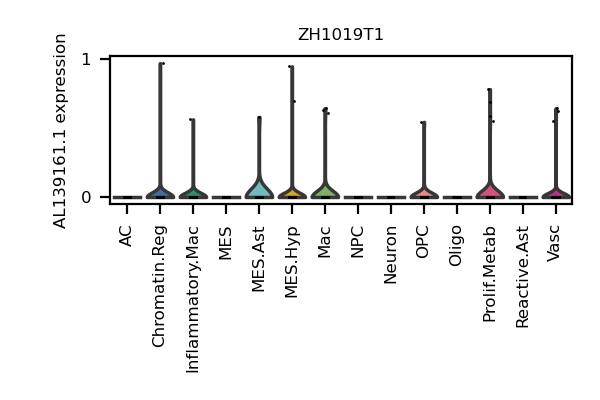 ZH1019T1
AL139161.1 expression
1
0
AC
Chromatin.Reg
Inflammatory.Mac
MES
MES.Ast
MES.Hyp
Mac
NPC
Neuron
OPC
Oligo
Prolif.Metab
Reactive.Ast
Vasc